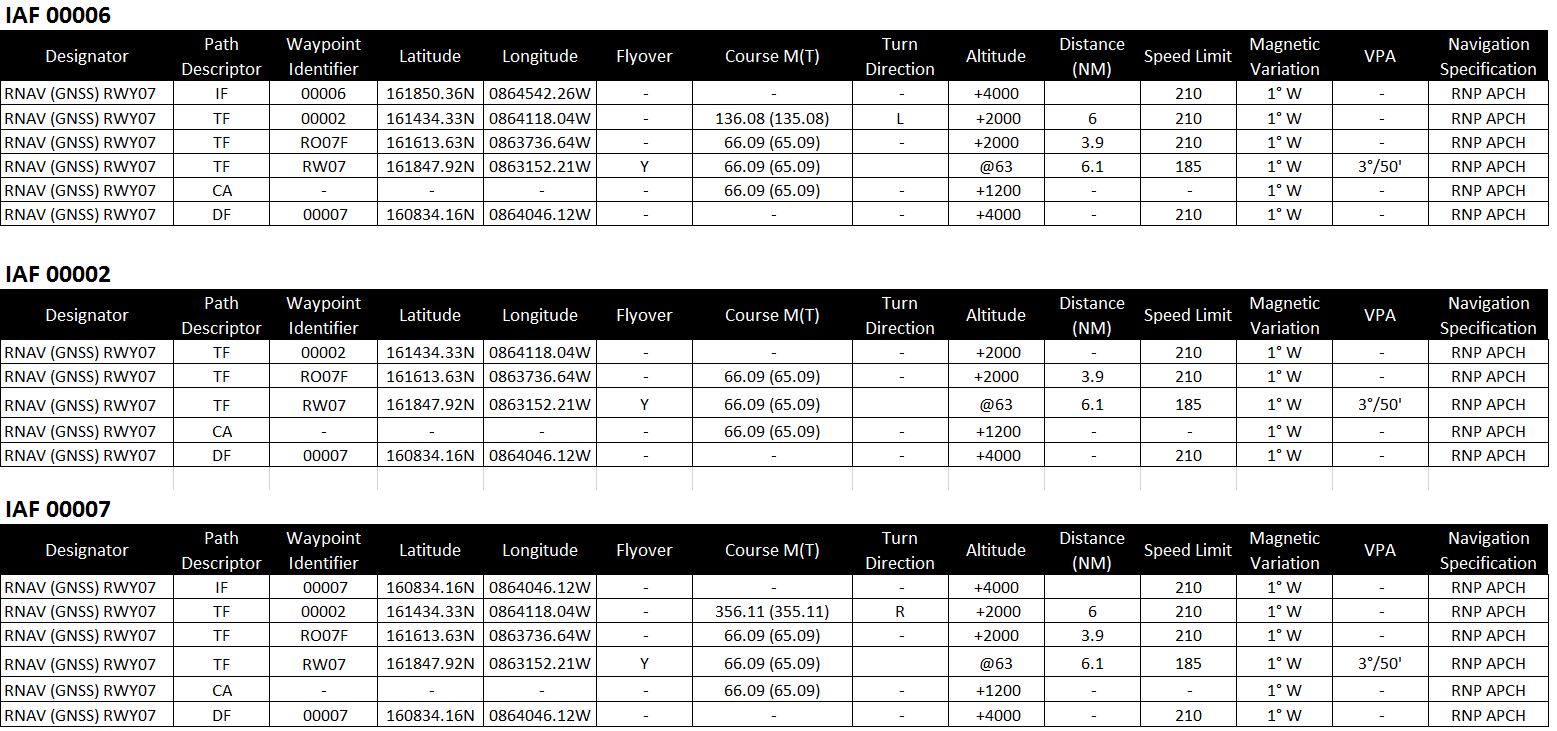 IAF 00006
Designator Path Descriptor Waypoint Identifier Latitude Longitude Flyover Course M(T) Turn Direction Altitude Distance (NM) Speed Limit Magnetic Variation VPA Navigation Specification
RNAV (GNSS) RWY07 IF 00006 161850.36N 0864542.26W - - - +4000 210 1° W - RNP APCH
RNAV (GNSS) RWY07 TF 00002 161434.33N 0864118.04W - 136.08 (135.08) L +2000 6 210 1° W - RNP APCH
RNAV (GNSS) RWY07 TF RO07F 161613.63N 0863736.64W - 66.09 (65.09) - +2000 3.9 210 1° W - RNP APCH
RNAV (GNSS) RWY07 TF RW07 161847.92N 0863152.21W Y 66.09 (65.09) @63 6.1 185 1° W 3°/50' RNP APCH
RNAV (GNSS) RWY07 CA - - - - 66.09 (65.09) - +1200 - - 1° W - RNP APCH
RNAV (GNSS) RWY07 DF 00007 160834.16N 0864046.12W - - - +4000 - 210 1° W - RNP APCH
IAF 00002
Designator Path Descriptor Waypoint Identifier Latitude Longitude Flyover Course M(T) Turn Direction Altitude Distance (NM) Speed Limit Magnetic Variation VPA Navigation Specification
RNAV (GNSS) RWY07 TF 00002 161434.33N 0864118.04W - - - +2000 - 210 1° W - RNP APCH
RNAV (GNSS) RWY07 TF RO07F 161613.63N 0863736.64W - 66.09 (65.09) - +2000 3.9 210 1° W - RNP APCH
RNAV (GNSS) RWY07 TF RW07 161847.92N 0863152.21W Y 66.09 (65.09) @63 6.1 185 1° W 3°/50' RNP APCH
RNAV (GNSS) RWY07 CA - - - - 66.09 (65.09) - +1200 - - 1° W - RNP APCH
RNAV (GNSS) RWY07 DF 00007 160834.16N 0864046.12W - - - +4000 - 210 1° W - RNP APCH
IAF 00007
Designator Path Descriptor Waypoint Identifier Latitude Longitude Flyover Course M(T) Turn Direction Altitude Distance (NM) Speed Limit Magnetic Variation VPA Navigation Specification
RNAV (GNSS) RWY07 IF 00007 160834.16N 0864046.12W - - - +4000 210 1° W - RNP APCH
RNAV (GNSS) RWY07 TF 00002 161434.33N 0864118.04W - 356.11 (355.11) R +2000 6 210 1° W - RNP APCH
RNAV (GNSS) RWY07 TF RO07F 161613.63N 0863736.64W - 66.09 (65.09) - +2000 3.9 210 1° W - RNP APCH
RNAV (GNSS) RWY07 TF RW07 161847.92N 0863152.21W Y 66.09 (65.09) @63 6.1 185 1° W 3°/50' RNP APCH
RNAV (GNSS) RWY07 CA - - - - 66.09 (65.09) - +1200 - - 1° W - RNP APCH
RNAV (GNSS) RWY07 DF 00007 160834.16N 0864046.12W - - - +4000 - 210 1° W - RNP APCH